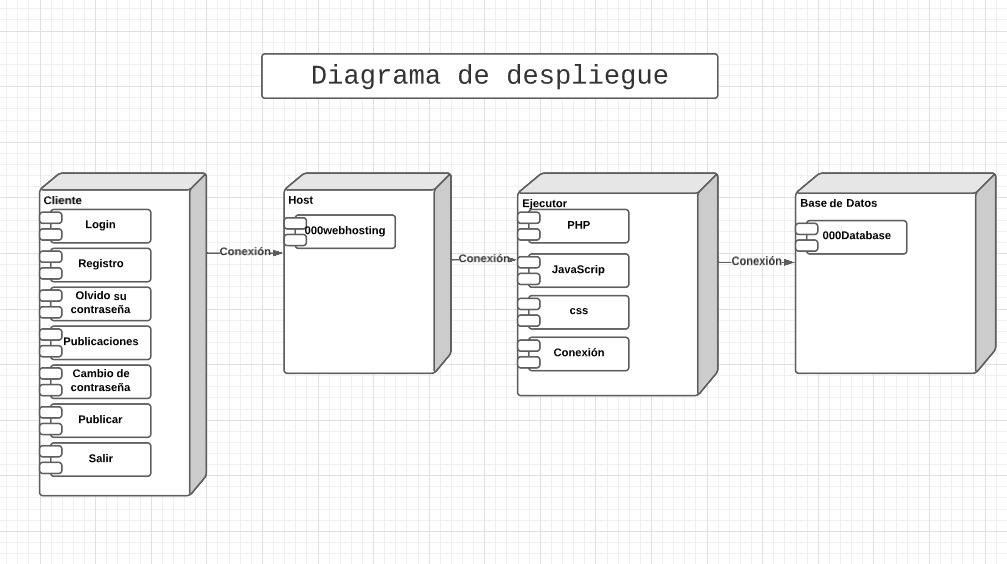 Diagrama de despliegue
Cliente
Login
Registro
Olvido su
contraseña
Publicaciones
Cambio de
contraseña
Publicar
Salir
Conexión
Host
000webhosting
Conexión
Ejecutor
PHP
JavaScrip
css
Conexión
Conexión
Base de Datos
000Database